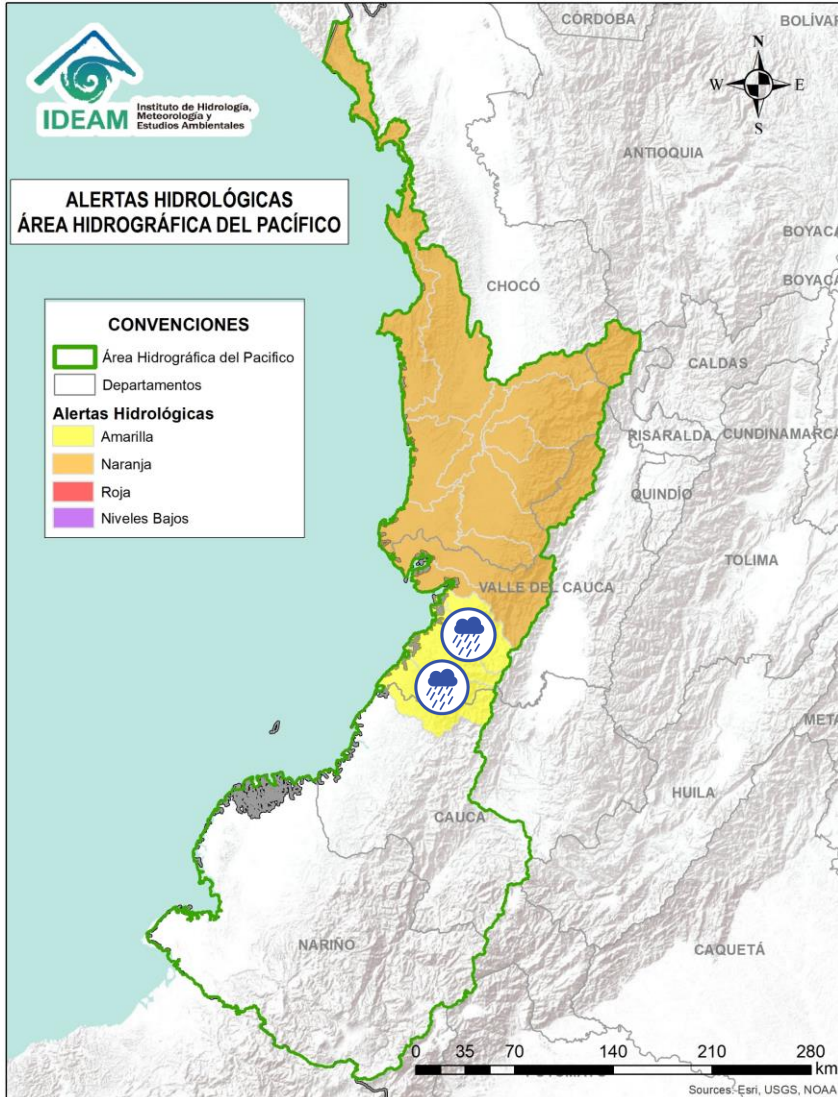 IDEAM
Instituto de Hidrología,
Meteorología y
Estudios Ambientales
ALERTAS HIDROLÓGICAS
ÁREA HIDROGRÁFICA DEL PACÍFICO
CONVENCIONES
Área Hidrográfica del Pacifico
Departamentos
Alertas Hidrológicas
Amarilla
Naranja
Roja
Niveles Bajos
N
W
E
S
CÓRDOBA
BOLÍVAR
ANTIOQUIA
BOYACÁ
CHOCÓ
BOYACÁ
CALDAS
RISARALDA
CUNDINAMARCA
QUINDÍO
TOLIMA
VALLE DEL CAUCA
META
HUILA
CAUCA
NARIÑO
CAQUETÁ
0 35 70 140 210 280
km
Sources: Esri, USGS, NOAA